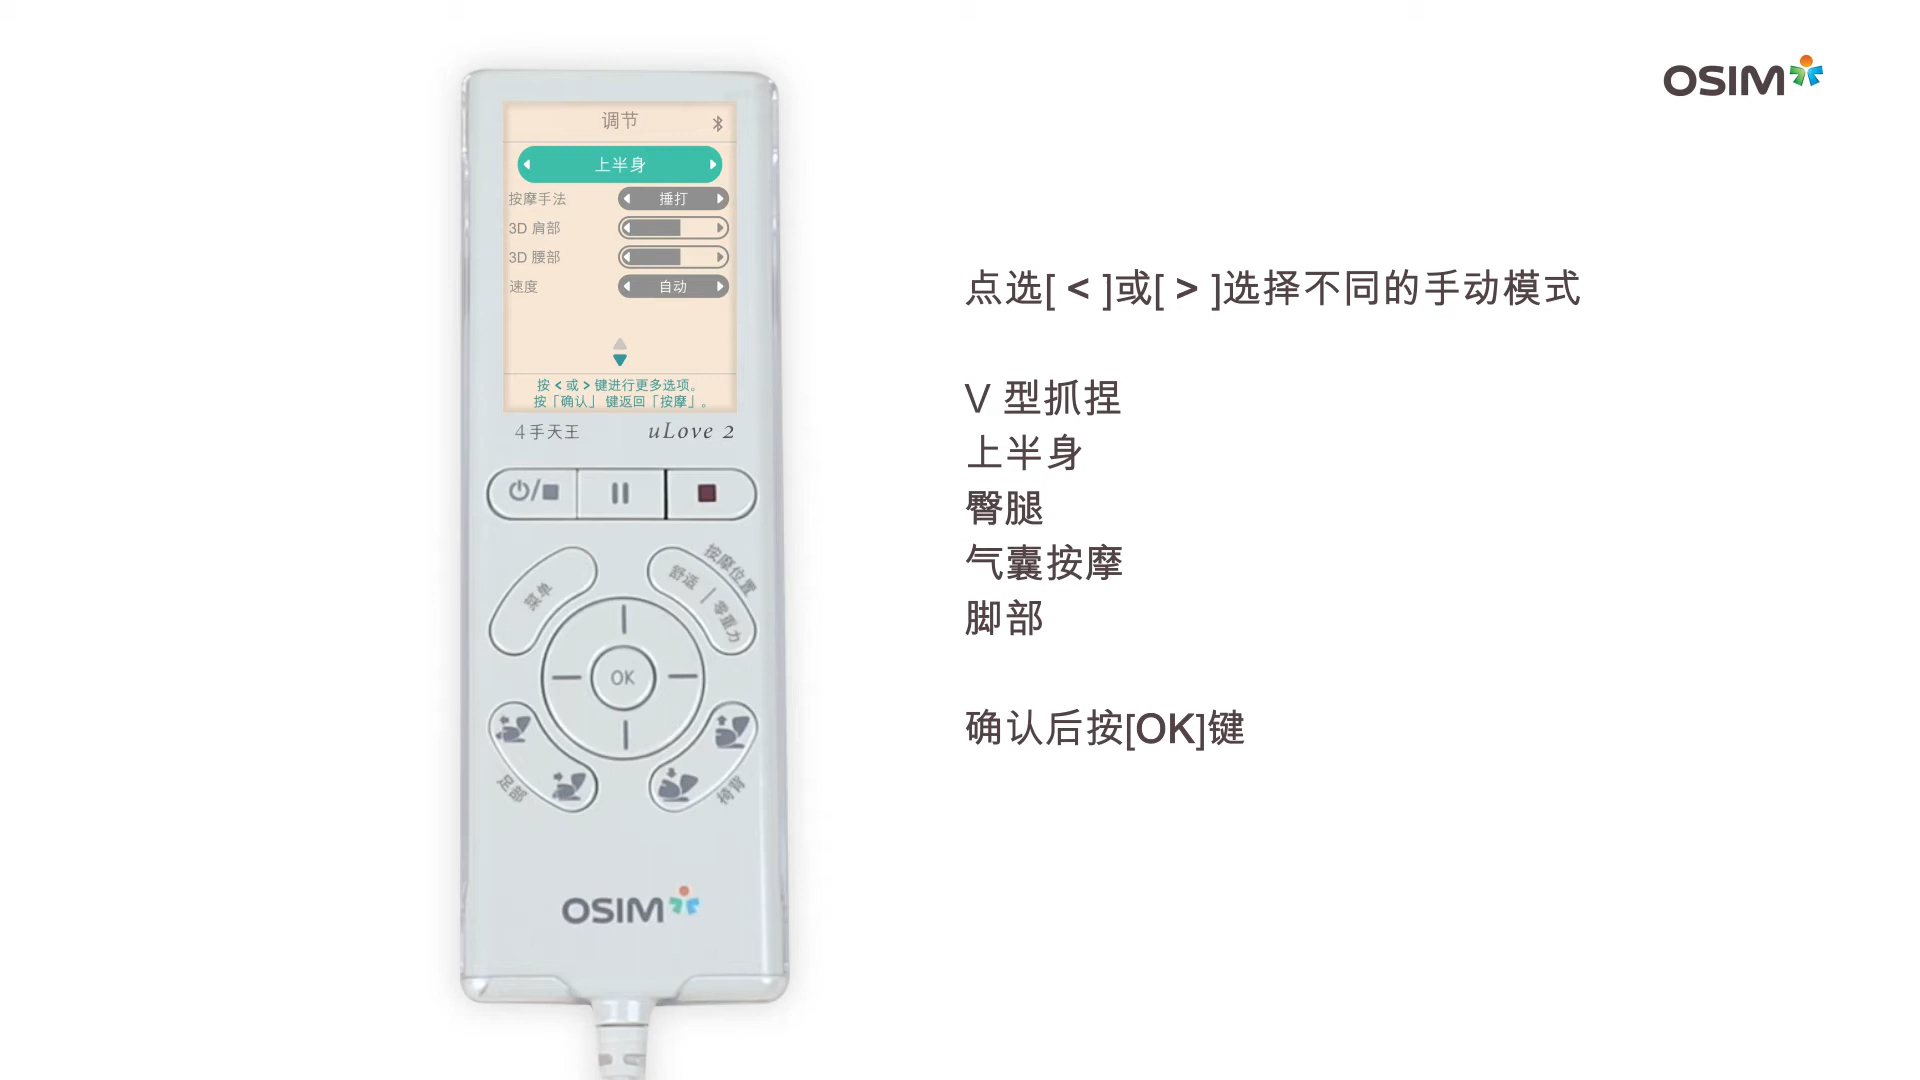 OSIM
调节
上半身
按摩手法 捶打
3D 肩部
3D 腰部
速度 自动
按 < 或 > 键进行更多选项。
按「确认」 键返回「按摩」。
4手天王 uLove 2
菜单
按摩位置
舒适 | 零重力
OK
足部
椅背
OSIM
点选[ < ]或[ > ]选择不同的手动模式
V 型抓捏
上半身
臀腿
气囊按摩
脚部
确认后按[OK]键